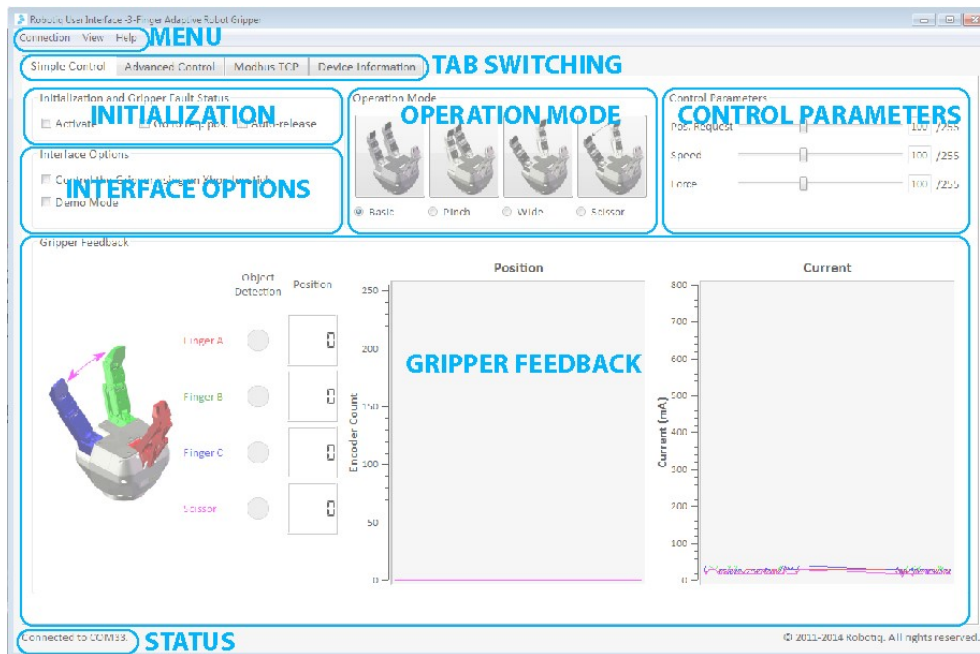 Robotiq User Interface -3-Finger Adaptive Robot Gripper
Connection View Help MENU
Simple Control Advanced Control Modbus TCP Device Information TAB SWITCHING
Initialization and Gripper Fault Status
INITIALIZATION
Activate Auto-release
Interface Options
INTERFACE OPTIONS
Demo Mode
Operation Mode
OPERATION MODE
Basic Pinch Wide Scissor
Control Parameters
CONTROL PARAMETERS
Pos. Request 100 /255
Speed 100 /255
Force 100 /255
Gripper Feedback
Object Detection Position
Finger A 0
Finger B 0
Finger C 0
Scissor 0
Position
250
200
150
100
50
0
Encoder Count
GRIPPER FEEDBACK
Current
800
700
600
500
400
300
200
100
0
Current (mA)
Connected to COM33. STATUS
© 2011-2014 Robotiq. All rights reserved.